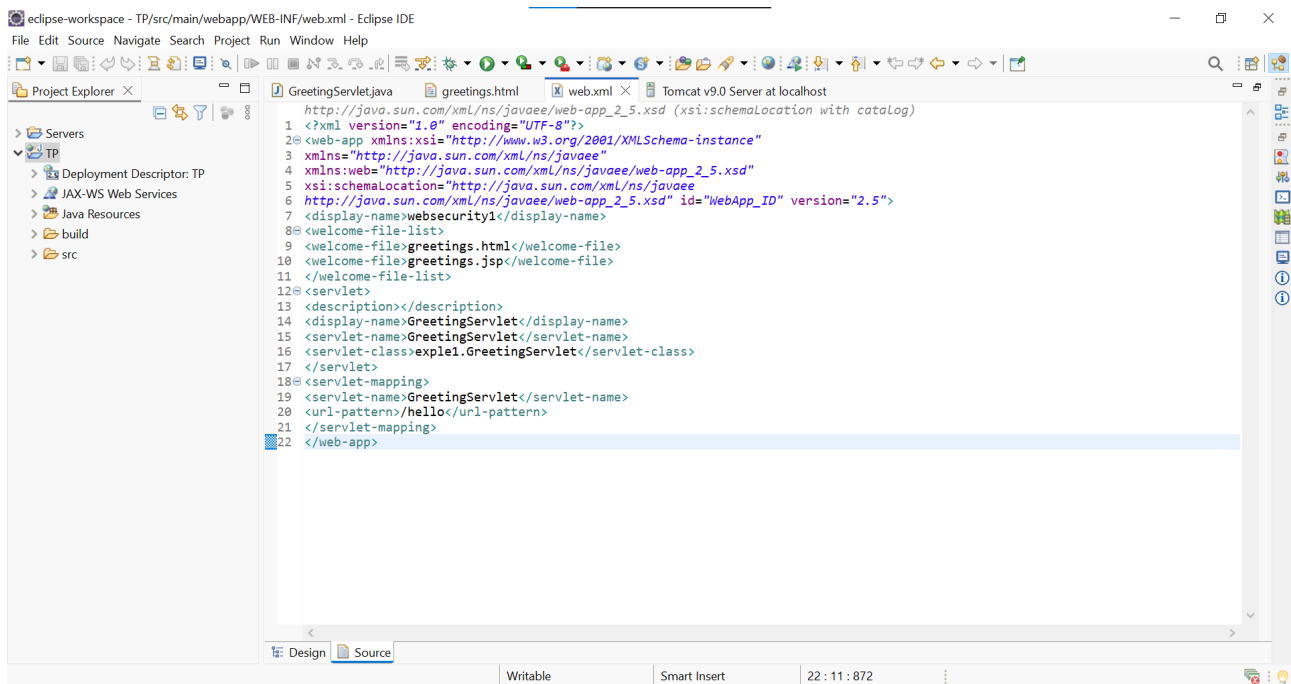 eclipse-workspace - TP/src/main/webapp/WEB-INF/web.xml - Eclipse IDE
File Edit Source Navigate Search Project Run Window Help
Project Explorer
GreetingServlet.java greetings.html web.xml Tomcat v9.0 Server at localhost
Servers
TP
Deployment Descriptor: TP
JAX-WS Web Services
Java Resources
build
src
http://java.sun.com/xml/ns/javaee/web-app_2_5.xsd (xsi:schemaLocation with catalog)
1 <?xml version="1.0" encoding="UTF-8"?>
2 <web-app xmlns:xsi="http://www.w3.org/2001/XMLSchema-instance"
3 xmlns="http://java.sun.com/xml/ns/javaee"
4 xmlns:web="http://java.sun.com/xml/ns/javaee/web-app_2_5.xsd"
5 xsi:schemaLocation="http://java.sun.com/xml/ns/javaee
6 http://java.sun.com/xml/ns/javaee/web-app_2_5.xsd" id="WebApp_ID" version="2.5">
7 <display-name>websecurity1</display-name>
8 <welcome-file-list>
9 <welcome-file>greetings.html</welcome-file>
10 <welcome-file>greetings.jsp</welcome-file>
11 </welcome-file-list>
12 <servlet>
13 <description></description>
14 <display-name>GreetingServlet</display-name>
15 <servlet-name>GreetingServlet</servlet-name>
16 <servlet-class>exple1.GreetingServlet</servlet-class>
17 </servlet>
18 <servlet-mapping>
19 <servlet-name>GreetingServlet</servlet-name>
20 <url-pattern>/hello</url-pattern>
21 </servlet-mapping>
22 </web-app>
Design Source
Writable Smart Insert 22 : 11 : 872